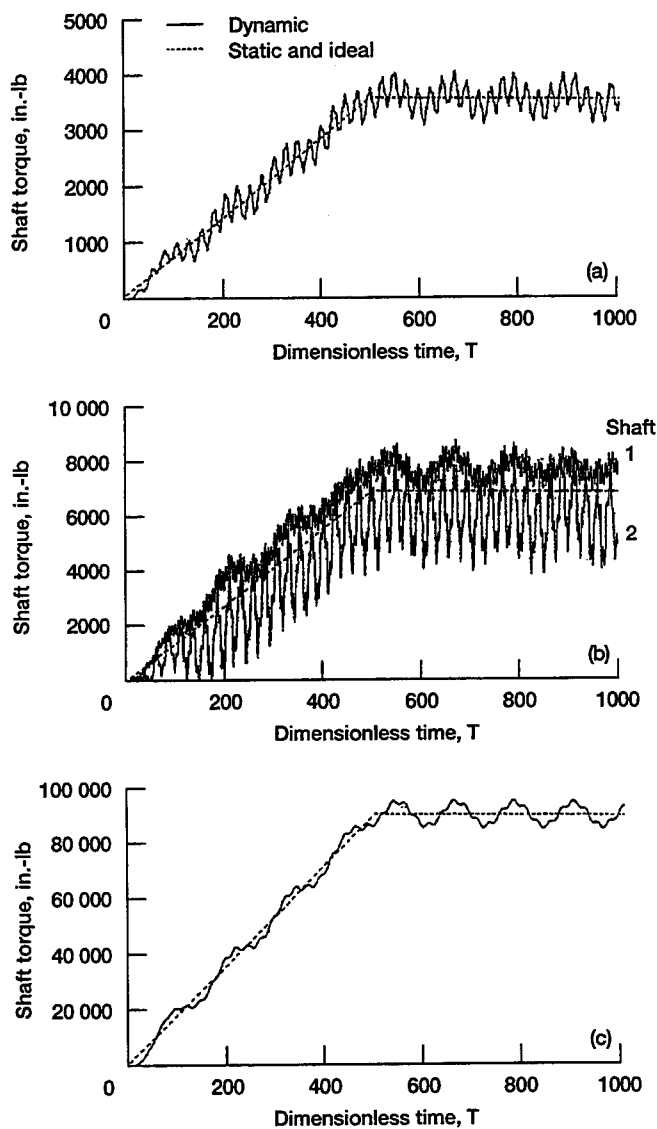 Dynamic
Static and ideal
Shaft torque, in.-lb
5000
4000
3000
2000
1000
0
200
400
600
800
1000
Dimensionless time, T
(a)
Shaft torque, in.-lb
10 000
8000
6000
4000
2000
0
200
400
600
800
1000
Dimensionless time, T
Shaft
1
2
(b)
Shaft torque, in.-lb
100 000
80 000
60 000
40 000
20 000
0
200
400
600
800
1000
Dimensionless time, T
(c)